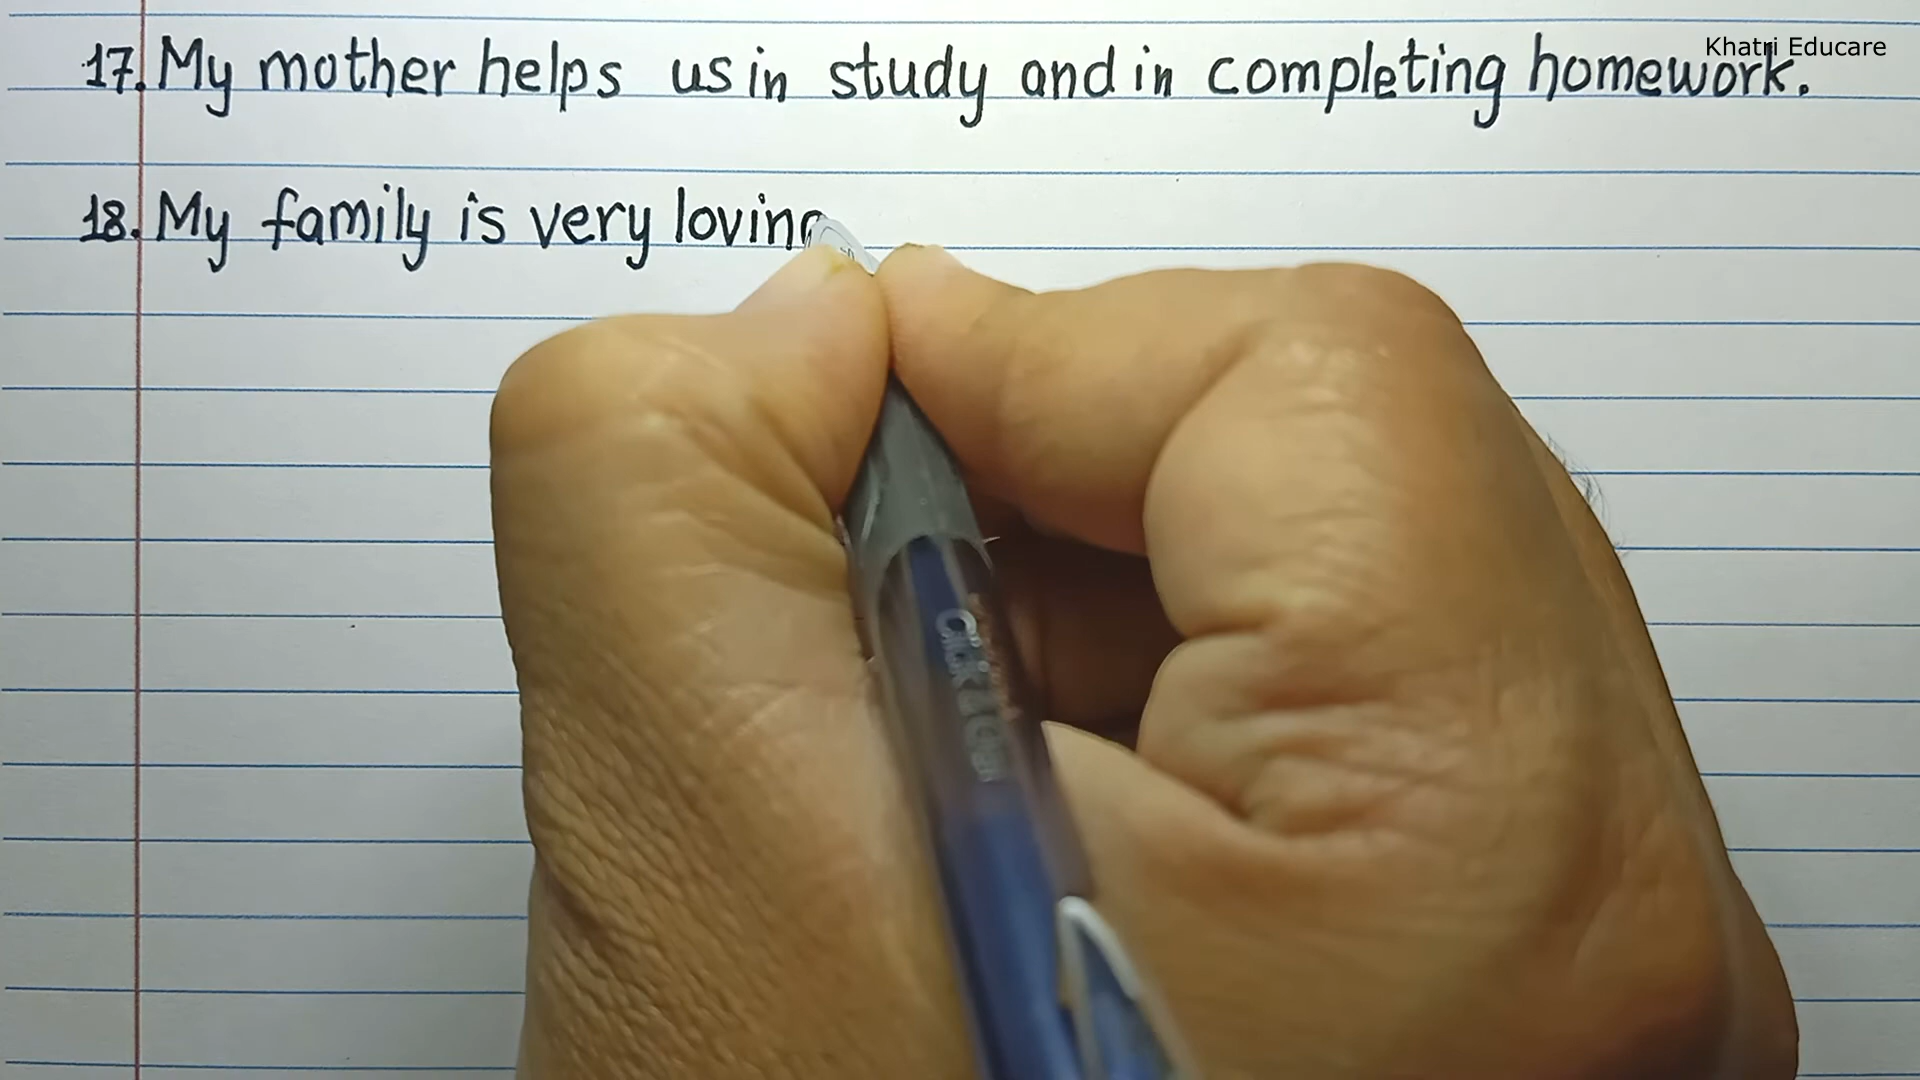 Khatri Educare
17. My mother helps us in study and in completing homework.
18. My family is very loving